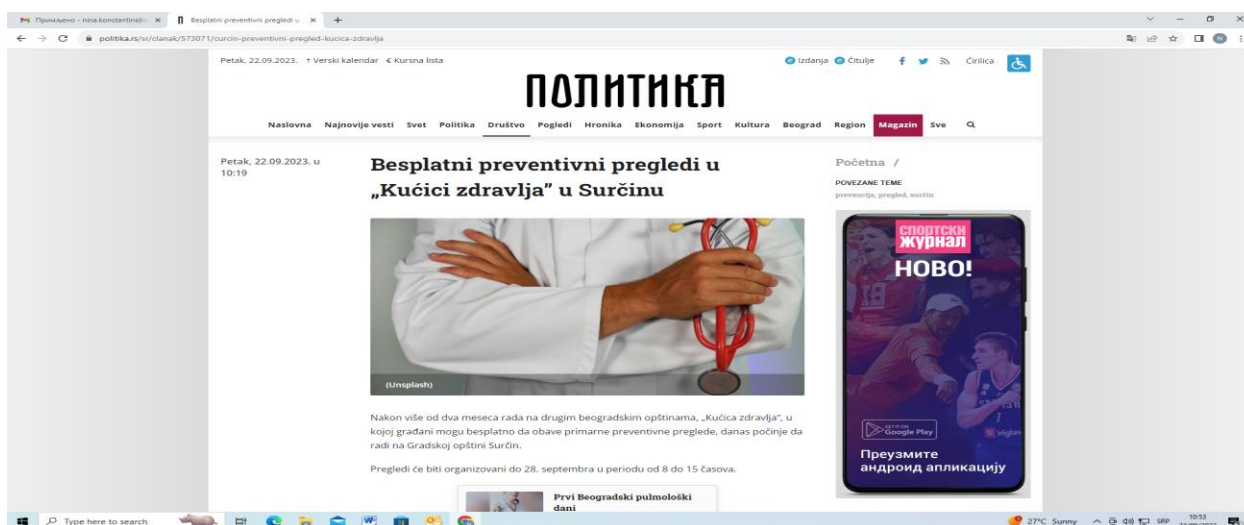 Примљено - nina.konstantinidi
Besplatni preventivni pregledi u
politika.rs/sr/clanak/573071/curcin-preventivni-pregled-kucica-zdravlja
Petak, 22.09.2023. † Verski kalendar € Kursna lista
Izdanja Čitulje Ćirilica
ПОЛИТИКА
Naslovna Najnovije vesti Svet Politika Društvo Pogledi Hronika Ekonomija Sport Kultura Beograd Region Magazin Sve
Petak, 22.09.2023. u
10:19
Besplatni preventivni pregledi u
„Kućici zdravlja” u Surčinu
(Unsplash)
Nakon više od dva meseca rada na drugim beogradskim opštinama, „Kućica zdravlja“, u
kojoj građani mogu besplatno da obave primarne preventivne preglede, danas počinje da
radi na Gradskoj opštini Surčin.
Pregledi će biti organizovani do 28. septembra u periodu od 8 do 15 časova.
Prvi Beogradski pulmološki
dani
Početna /
POVEZANE TEME
prevencija, pregled, surčin
СПОРТСКИ
ЖУРНАЛ
НОВО!
GET IT ON
Google Play
Преузмите
андроид апликацију
Type here to search
27°C Sunny
SRP
10:53